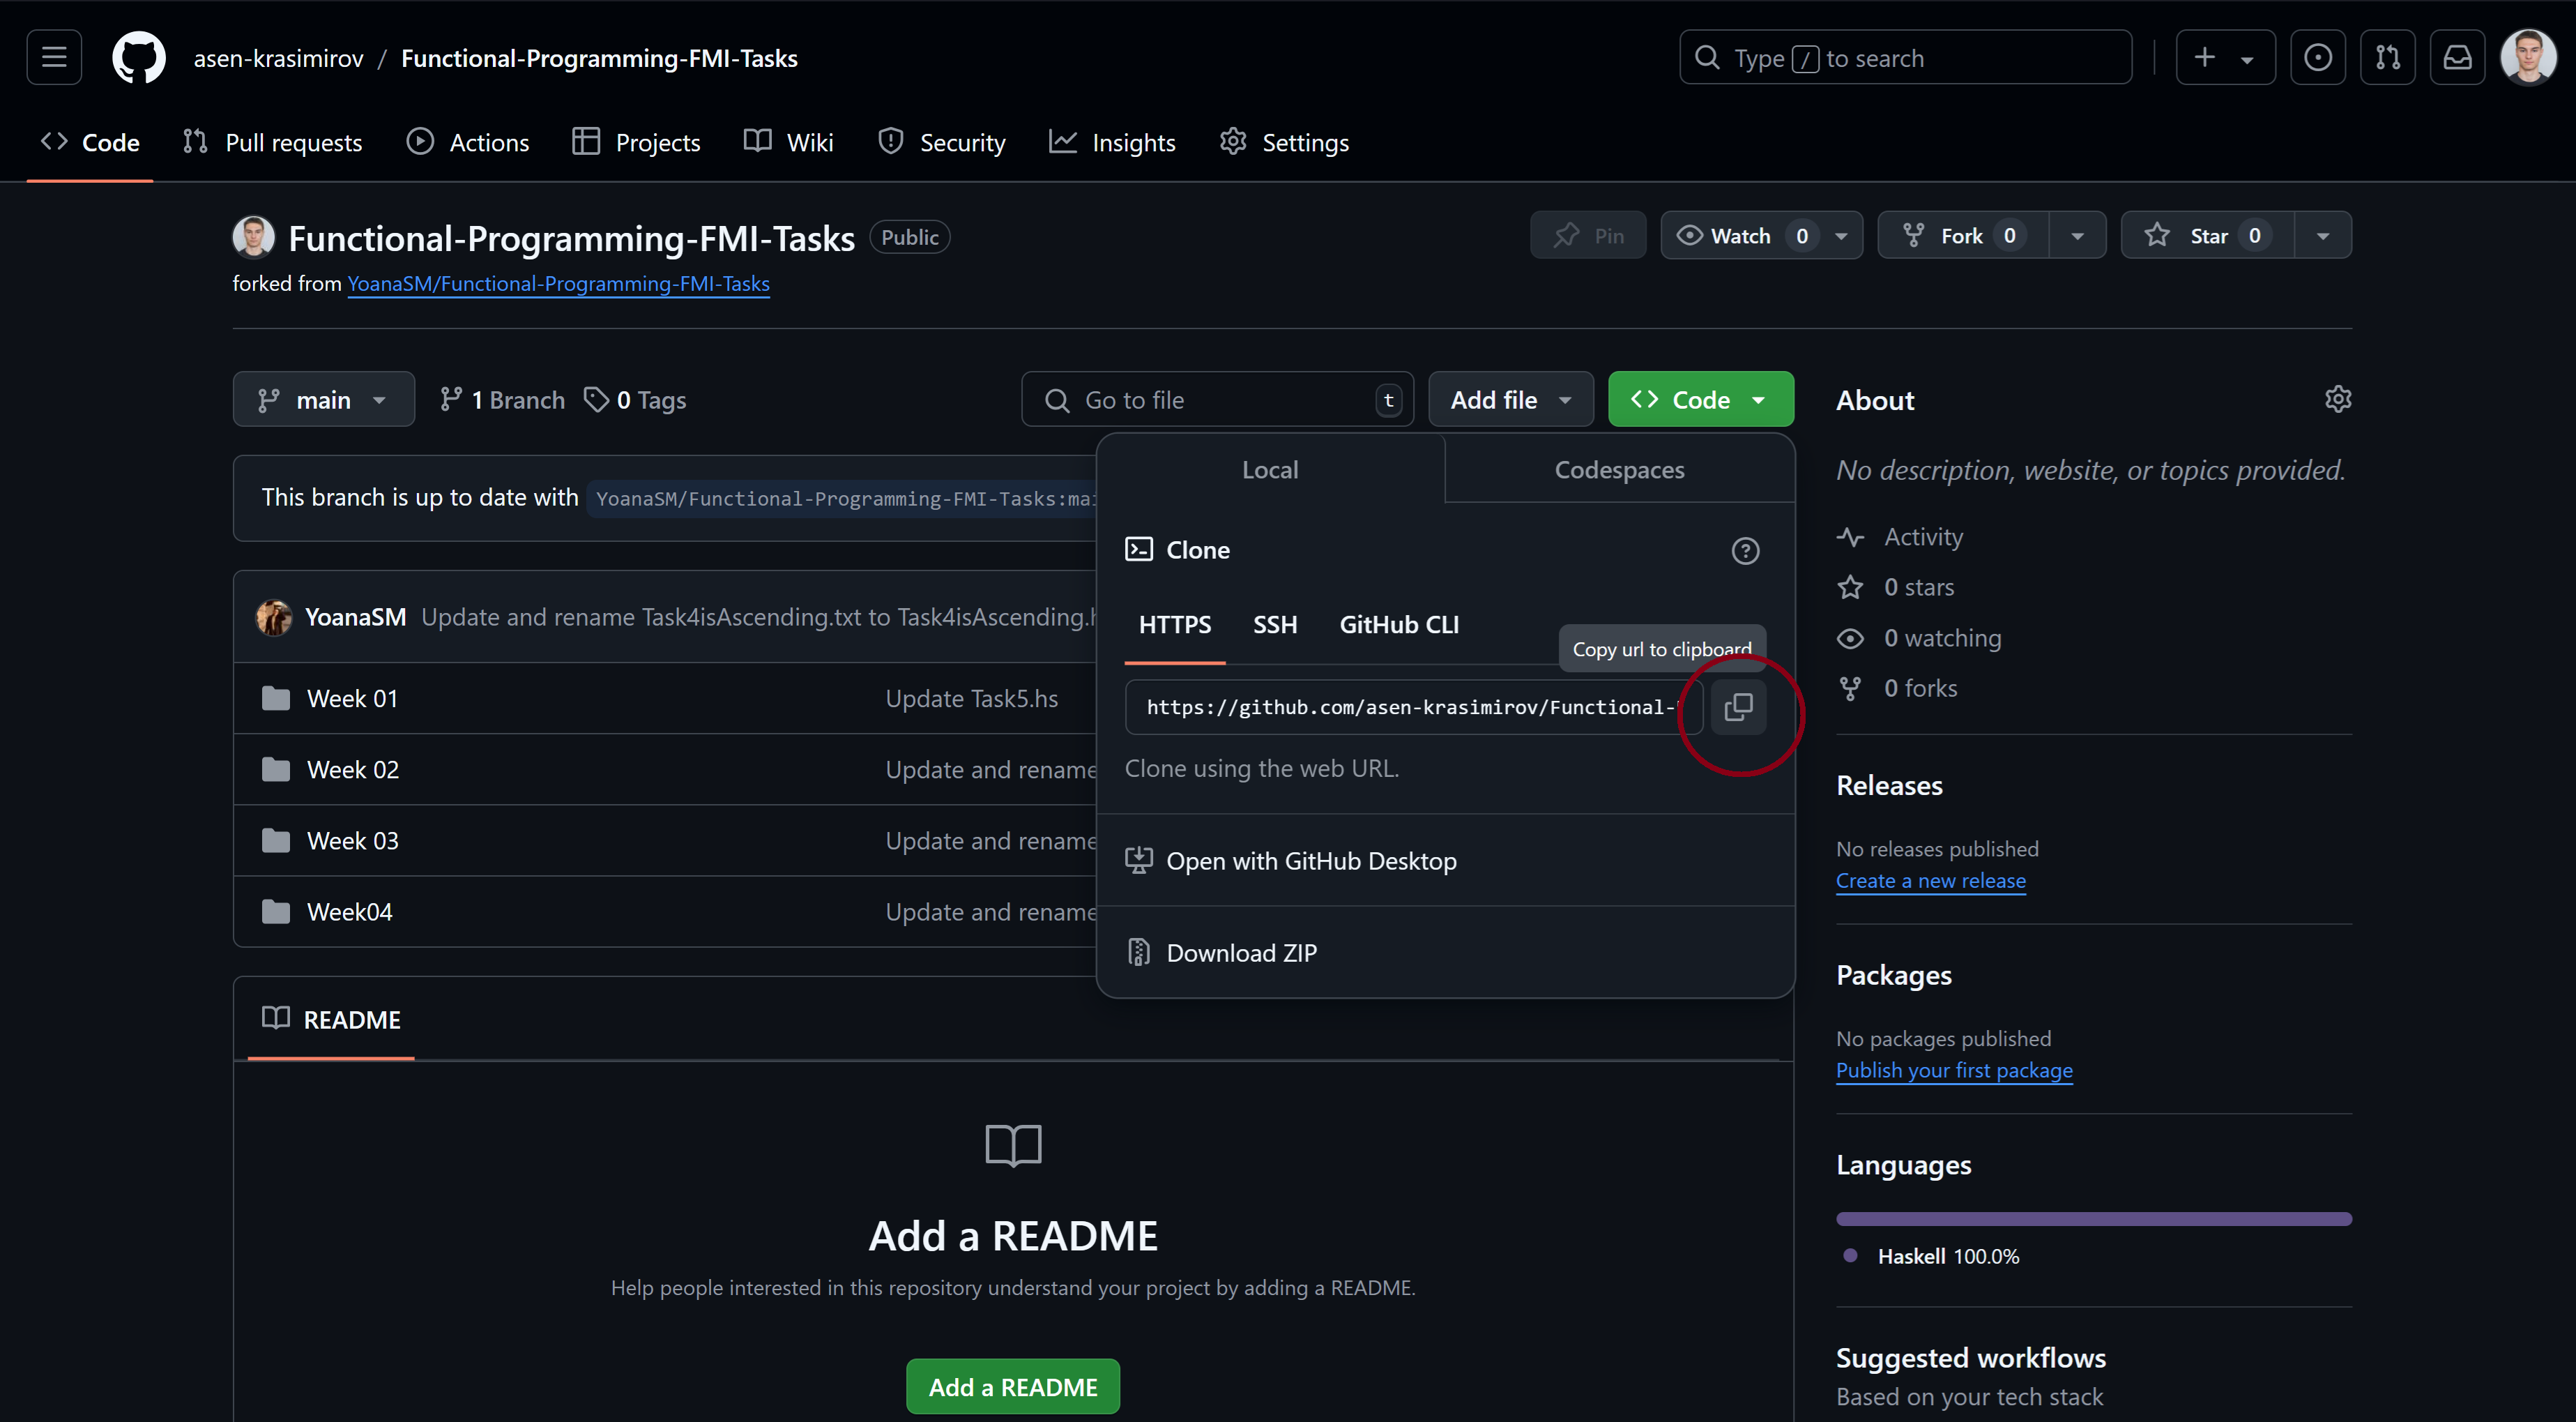 asen-krasimirov / Functional-Programming-FMI-Tasks
Type / to search
Code Pull requests Actions Projects Wiki Security Insights Settings
Functional-Programming-FMI-Tasks Public
Pin Watch 0 Fork 0 Star 0
forked from YoanaSM/Functional-Programming-FMI-Tasks
main 1 Branch 0 Tags
Go to file t
Add file
Code
Local Codespaces
Clone
HTTPS SSH GitHub CLI
Copy url to clipboard
https://github.com/asen-krasimirov/Functional-
Clone using the web URL.
Open with GitHub Desktop
Download ZIP
This branch is up to date with YoanaSM/Functional-Programming-FMI-Tasks:mai
YoanaSM Update and rename Task4isAscending.txt to Task4isAscending.h
Week 01 Update Task5.hs
Week 02 Update and rename
Week 03 Update and rename
Week04 Update and rename
README
Add a README
Help people interested in this repository understand your project by adding a README.
Add a README
About
No description, website, or topics provided.
Activity
0 stars
0 watching
0 forks
Releases
No releases published
Create a new release
Packages
No packages published
Publish your first package
Languages
Haskell 100.0%
Suggested workflows
Based on your tech stack